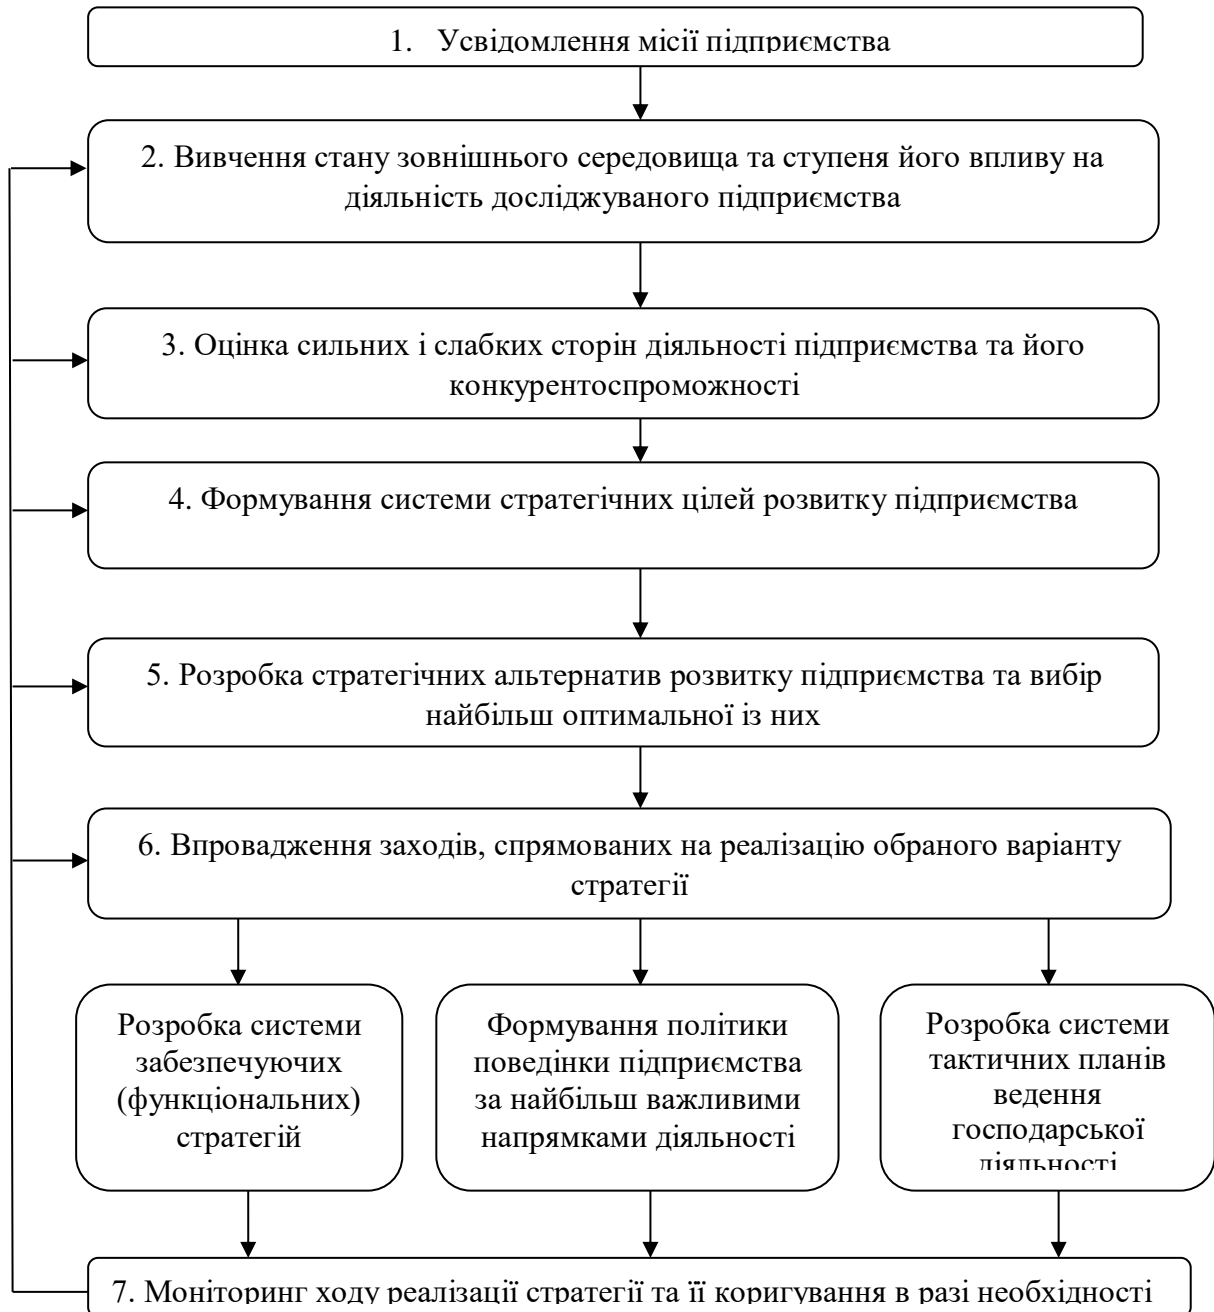 1. Усвідомлення місії підприємства
2. Вивчення стану зовнішнього середовища та ступеня його впливу на
діяльність досліджуваного підприємства
3. Оцінка сильних і слабких сторін діяльності підприємства та його
конкурентоспроможності
4. Формування системи стратегічних цілей розвитку підприємства
5. Розробка стратегічних альтернатив розвитку підприємства та вибір
найбільш оптимальної із них
6. Впровадження заходів, спрямованих на реалізацію обраного варіанту
стратегії
Розробка системи
забезпечуючих
(функціональних)
стратегій
Формування політики
поведінки підприємства
за найбільш важливими
напрямками діяльності
Розробка системи
тактичних планів
ведення
господарської
діяльності
7. Моніторинг ходу реалізації стратегії та її коригування в разі необхідності